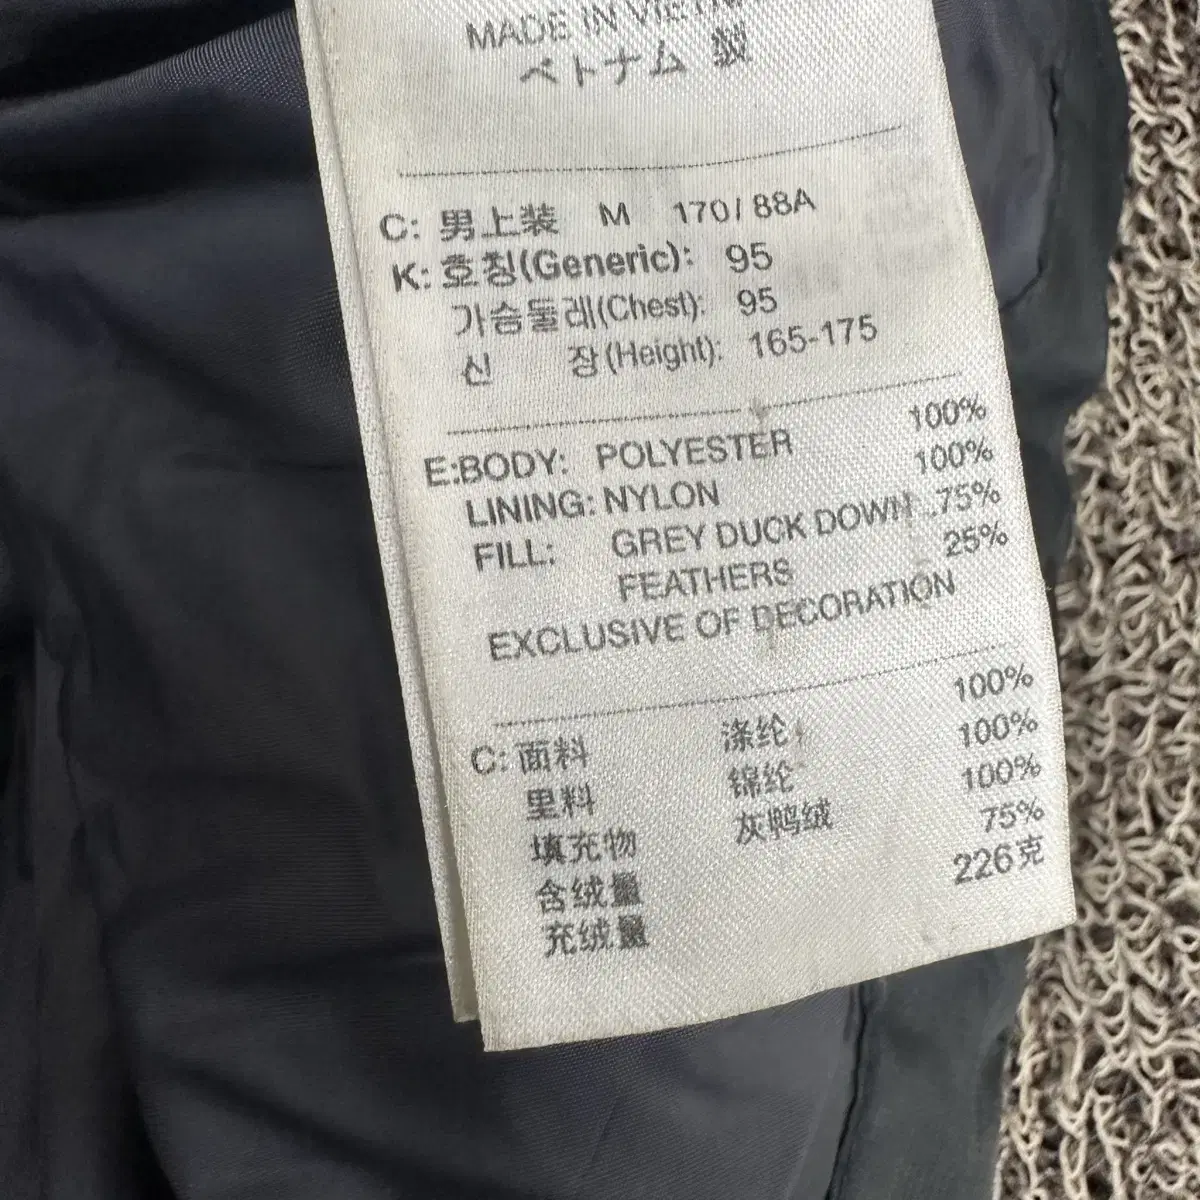 MADE IN VIETNAM
ベトナム 製
C: 男上装 M 170/88A
K: 호칭(Generic): 95
가슴둘레(Chest): 95
신 장(Height): 165-175
E:BODY: POLYESTER 100%
LINING: NYLON 100%
FILL: GREY DUCK DOWN ..75%
FEATHERS 25%
EXCLUSIVE OF DECORATION
C: 面料 涤纶 100%
里料 锦纶 100%
填充物 灰鸭绒 100%
含绒量 75%
充绒量 226克